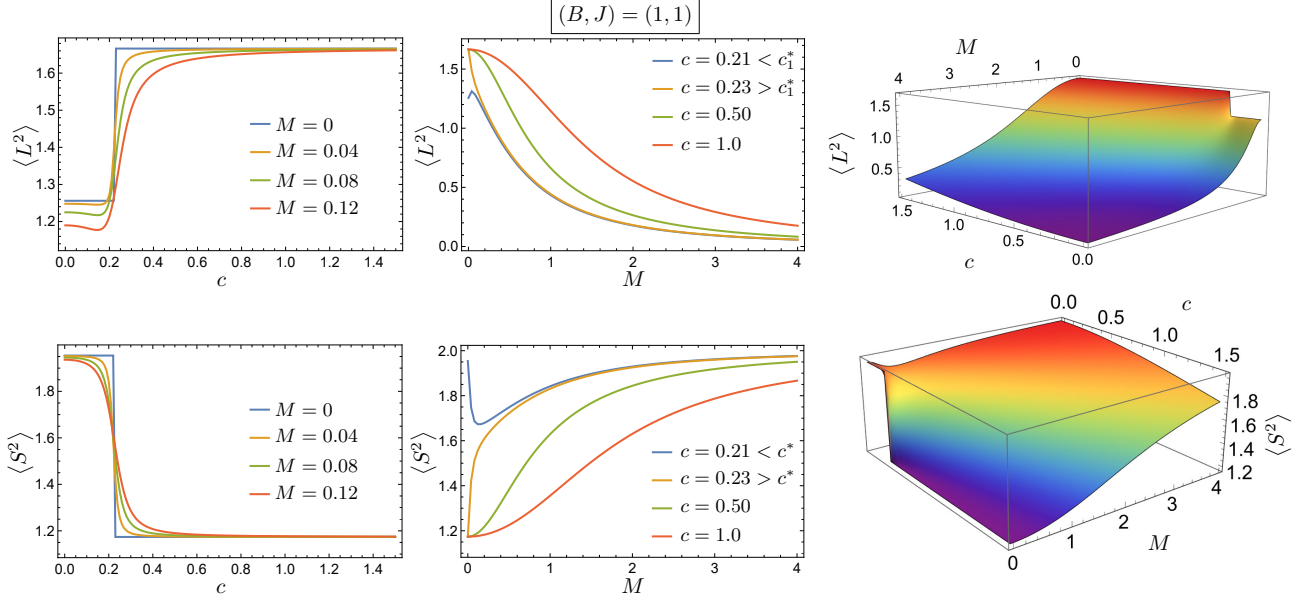 (B, J) = (1, 1)
⟨L²⟩
1.6
1.5
1.4
1.3
1.2
M = 0
M = 0.04
M = 0.08
M = 0.12
0.0 0.2 0.4 0.6 0.8 1.0 1.2 1.4
c
⟨L²⟩
1.5
1.0
0.5
0.0
c = 0.21 < c₁*
c = 0.23 > c₁*
c = 0.50
c = 1.0
0 1 2 3 4
M
M
4 3 2 1 0
⟨L²⟩
1.5
1.0
0.5
1.5 1.0 0.5 0.0
c
⟨S²⟩
1.8
1.6
1.4
1.2
M = 0
M = 0.04
M = 0.08
M = 0.12
0.0 0.2 0.4 0.6 0.8 1.0 1.2 1.4
c
⟨S²⟩
2.0
1.8
1.6
1.4
1.2
c = 0.21 < c*
c = 0.23 > c*
c = 0.50
c = 1.0
0 1 2 3 4
M
0.0 0.5 1.0 1.5
c
1.8
1.6
1.4
1.2
⟨S²⟩
0 1 2 3 4
M